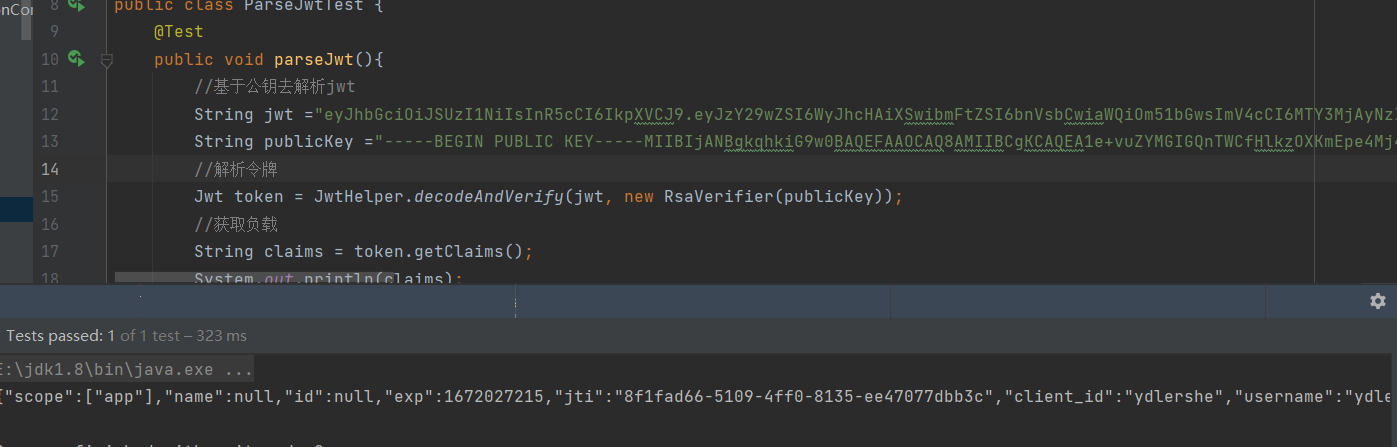 onCon
8 public class ParseJwtTest {
9 @Test
10 public void parseJwt(){
11 //基于公钥去解析jwt
12 String jwt ="eyJhbGciOiJSUzI1NiIsInR5cCI6IkpXVCJ9.eyJzY29wZSI6WyJhcHAiXSwibmFtZSI6bnVsbCwiaWQiOm51bGwsImV4cCI6MTY3MjAyNz
13 String publicKey ="-----BEGIN PUBLIC KEY-----MIIBIjANBgkqhkiG9w0BAQEFAAOCAQ8AMIIBCgKCAQEA1e+vuZYMGIGQnTWCfHlkzOXKmEpe4Mj4
14 //解析令牌
15 Jwt token = JwtHelper.decodeAndVerify(jwt, new RsaVerifier(publicKey));
16 //获取负载
17 String claims = token.getClaims();
18 System.out.println(claims);
Tests passed: 1 of 1 test – 323 ms
E:\jdk1.8\bin\java.exe ...
{"scope":["app"],"name":null,"id":null,"exp":1672027215,"jti":"8f1fad66-5109-4ff0-8135-ee47077dbb3c","client_id":"ydlershe","username":"ydle